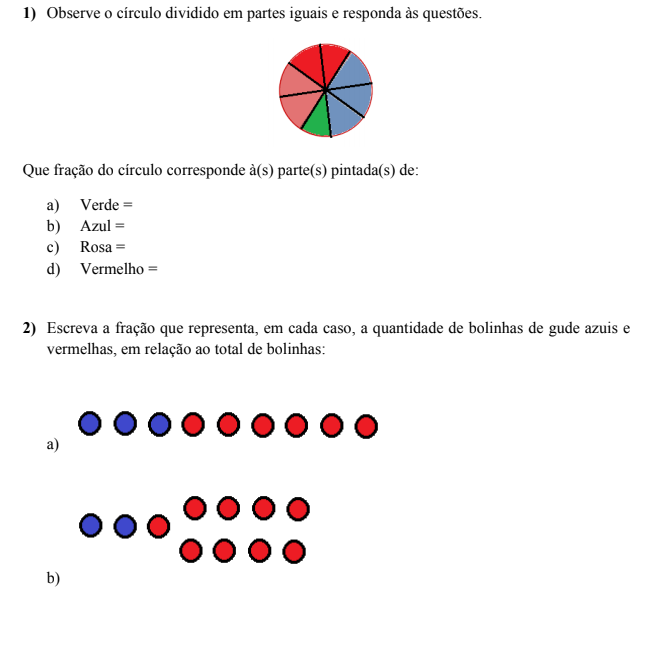 1) Observe o círculo dividido em partes iguais e responda às questões.
Que fração do círculo corresponde à(s) parte(s) pintada(s) de:
a) Verde =
b) Azul =
c) Rosa =
d) Vermelho =
2) Escreva a fração que representa, em cada caso, a quantidade de bolinhas de gude azuis e
vermelhas, em relação ao total de bolinhas:
a)
b)